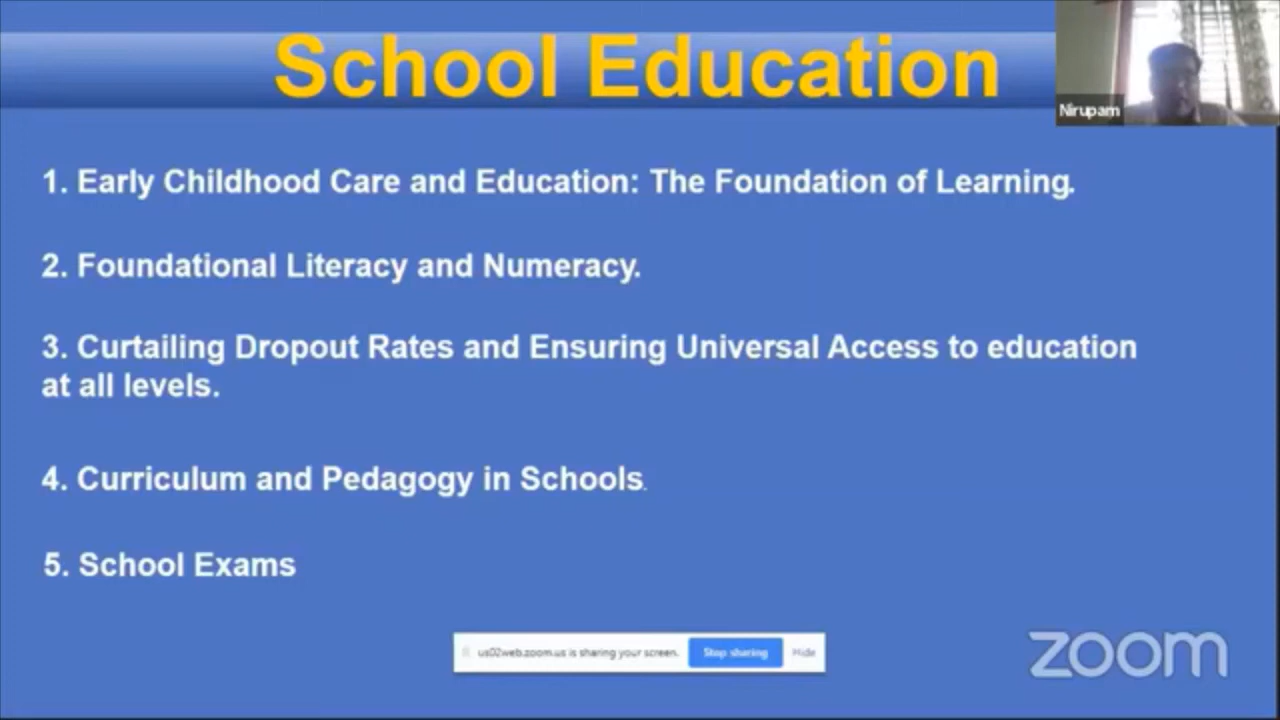 School Education
Nirupam
1. Early Childhood Care and Education: The Foundation of Learning.
2. Foundational Literacy and Numeracy.
3. Curtailing Dropout Rates and Ensuring Universal Access to education
at all levels.
4. Curriculum and Pedagogy in Schools.
5. School Exams
us02web.zoom.us is sharing your screen. Stop sharing Hide
zoom